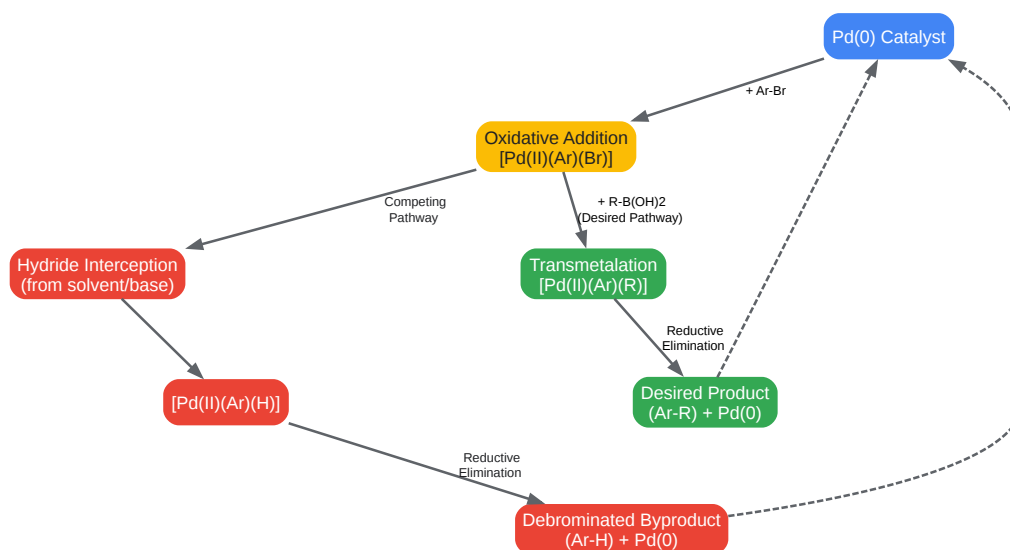 Pd(0) Catalyst
+ Ar-Br
Oxidative Addition
[Pd(II)(Ar)(Br)]
Competing
Pathway
+ R-B(OH)2
(Desired Pathway)
Hydride Interception
(from solvent/base)
Transmetalation
[Pd(II)(Ar)(R)]
Reductive
Elimination
[Pd(II)(Ar)(H)]
Desired Product
(Ar-R) + Pd(0)
Reductive
Elimination
Debrominated Byproduct
(Ar-H) + Pd(0)